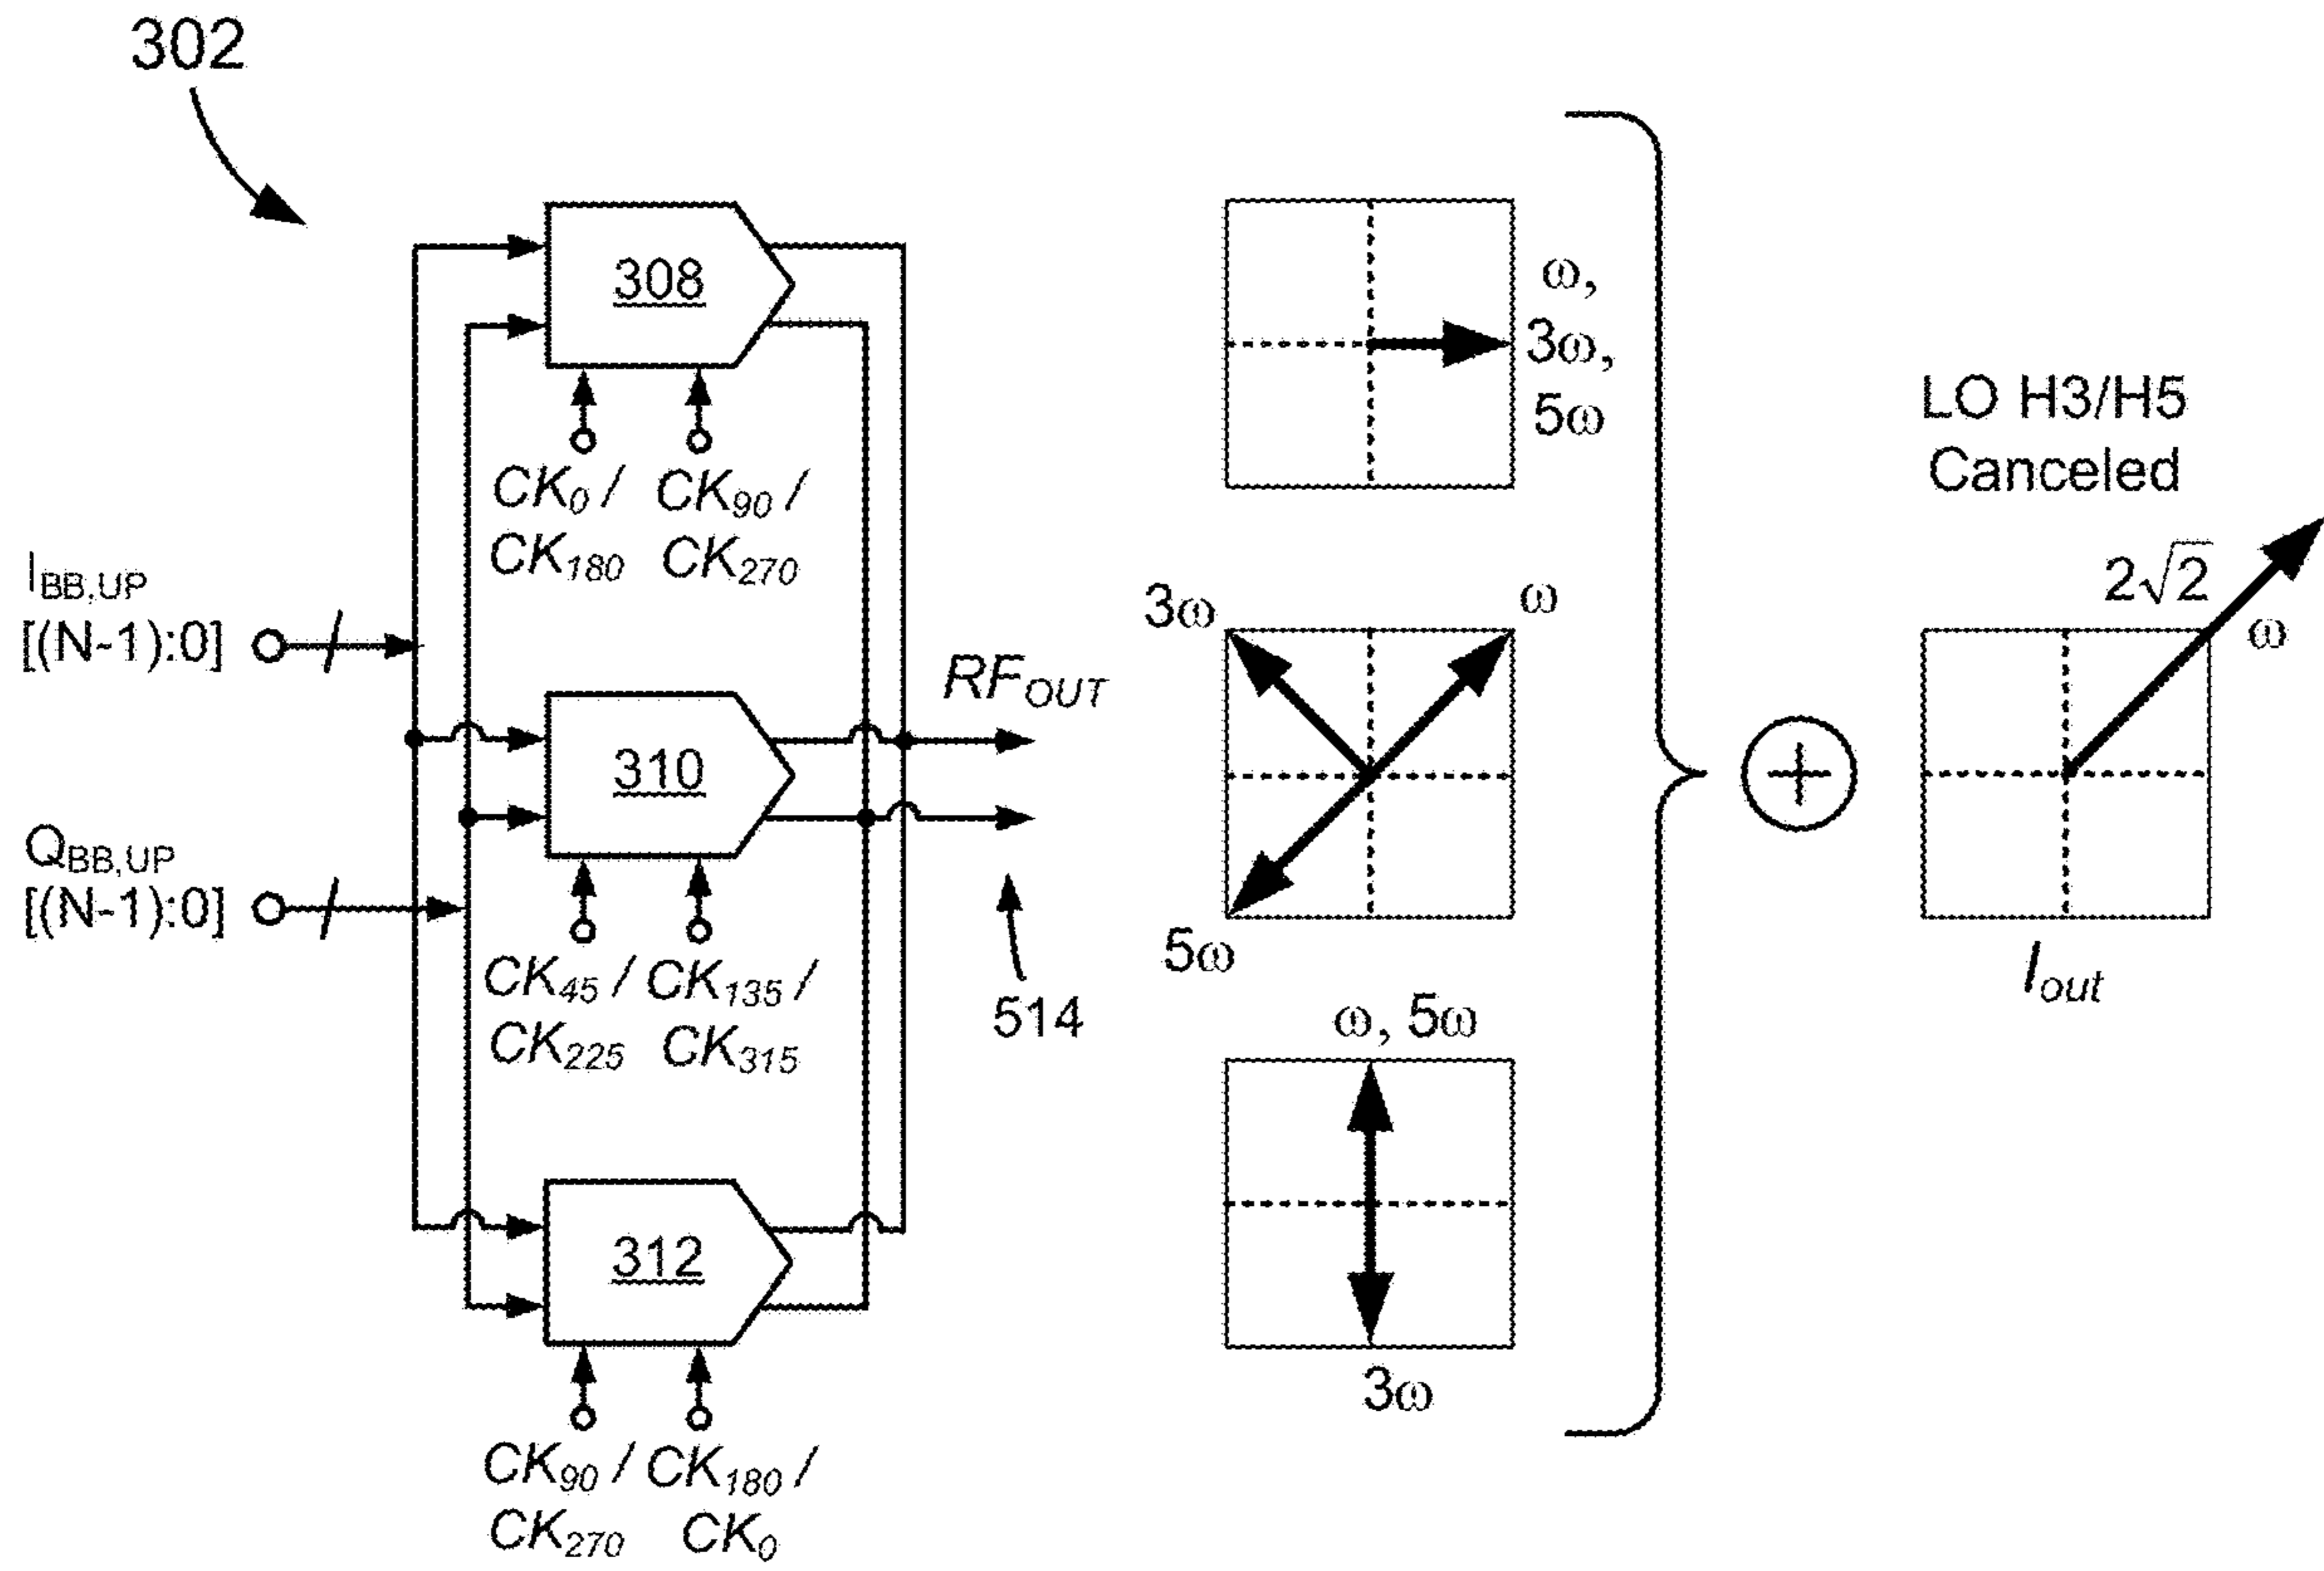 302
308
CK0 / CK90 /
CK180 CK270
IBB,UP
[(N-1):0]
310
RFOUT
QBB,UP
[(N-1):0]
CK45 / CK135 /
CK225 CK315
514
312
CK90 / CK180 /
CK270 CK0
ω,
3ω,
5ω
3ω
ω
5ω
ω, 5ω
3ω
LO H3/H5
Canceled
2√2
ω
Iout